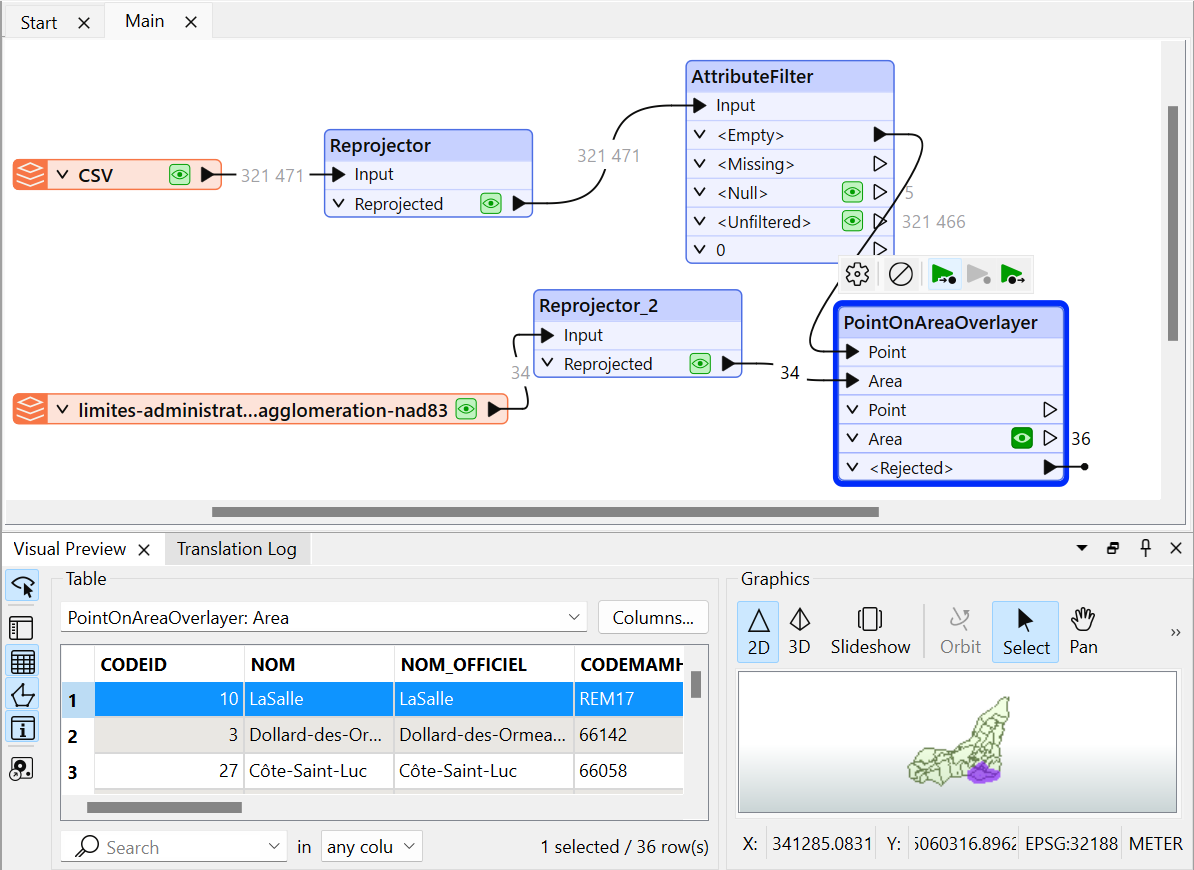 Start
Main
AttributeFilter
Input
<Empty>
<Missing>
<Null>
5
<Unfiltered>
321 466
0
Reprojector
Input
Reprojected
321 471
CSV
321 471
Reprojector_2
Input
Reprojected
34
34
limites-administrat...agglomeration-nad83
PointOnAreaOverlayer
Point
Area
Point
Area
36
<Rejected>
Visual Preview
Translation Log
Table
PointOnAreaOverlayer: Area
Columns...
CODEID NOM NOM_OFFICIEL CODEMAMH
1 10 LaSalle LaSalle REM17
2 3 Dollard-des-Or... Dollard-des-Ormea... 66142
3 27 Côte-Saint-Luc Côte-Saint-Luc 66058
Search
in
any colu
1 selected / 36 row(s)
Graphics
2D
3D
Slideshow
Orbit
Select
Pan
»
X: 341285.0831 Y: 5060316.8962 EPSG:32188 METER